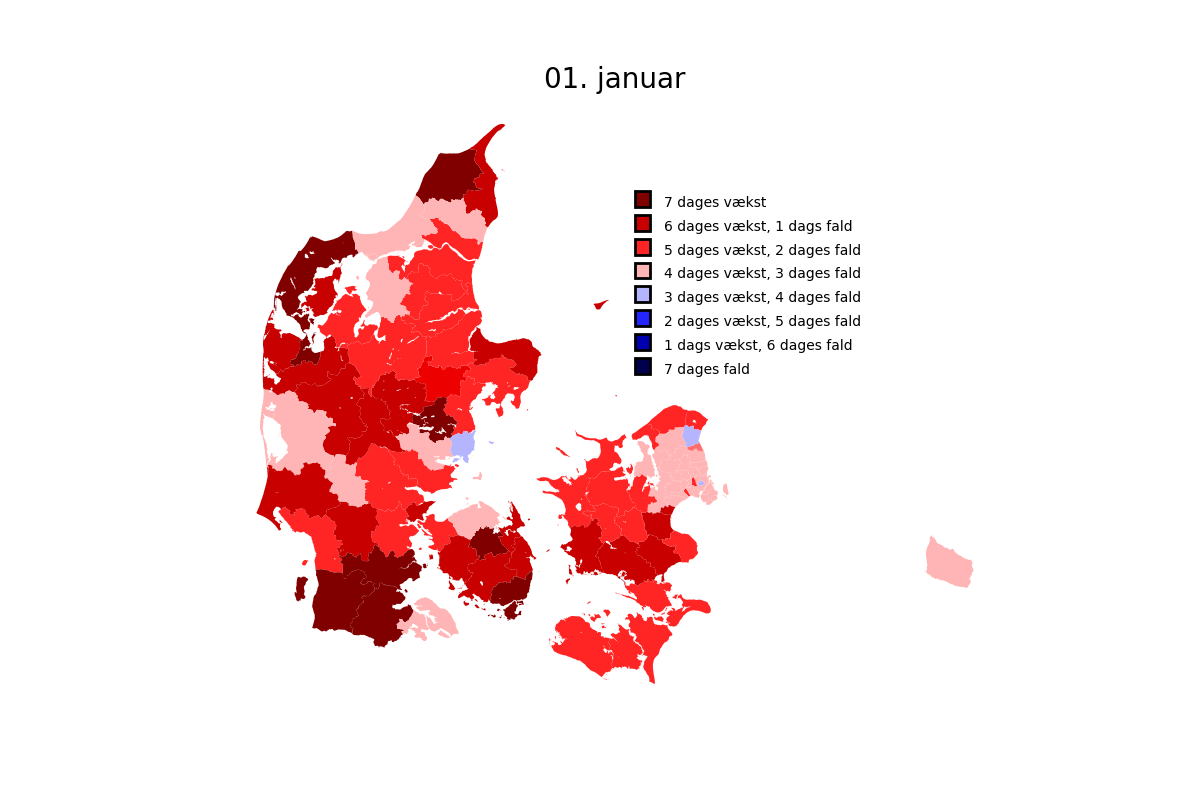 01. januar
7 dages vækst
6 dages vækst, 1 dags fald
5 dages vækst, 2 dages fald
4 dages vækst, 3 dages fald
3 dages vækst, 4 dages fald
2 dages vækst, 5 dages fald
1 dags vækst, 6 dages fald
7 dages fald